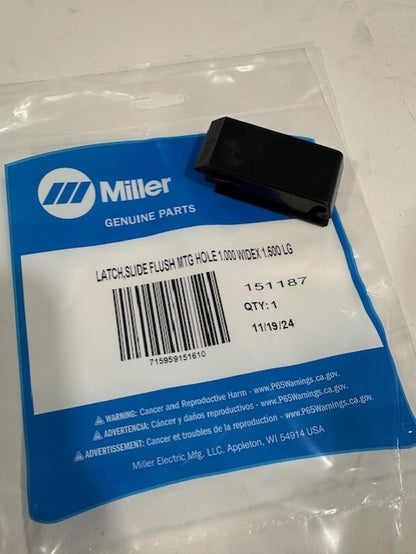 Miller
GENUINE PARTS
LATCH,SLIDE FLUSH MTG HOLE 1.000 WIDEX 1.500 LG
151187
QTY: 1
11/19/24
715959151610
WARNING: Cancer and Reproductive Harm - www.P65Warnings.ca.gov.
ADVERTENCIA: Cáncer y daños reproductivos - www.P65Warnings.ca.gov.
ADVERTISSEMENT: Cancer et troubles de la reproduction - www.P65Warnings.ca.gov.
Miller Electric Mfg. LLC. Appleton, WI 54914 USA